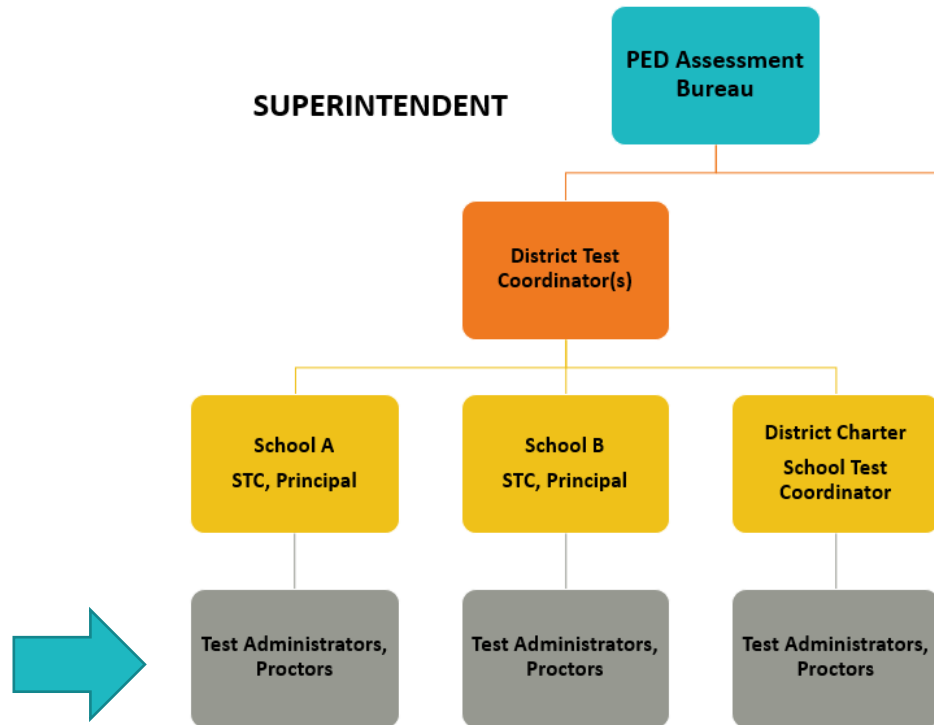 PED Assessment
Bureau
SUPERINTENDENT
District Test
Coordinator(s)
School A
STC, Principal
School B
STC, Principal
District Charter
School Test
Coordinator
Test Administrators,
Proctors
Test Administrators,
Proctors
Test Administrators,
Proctors